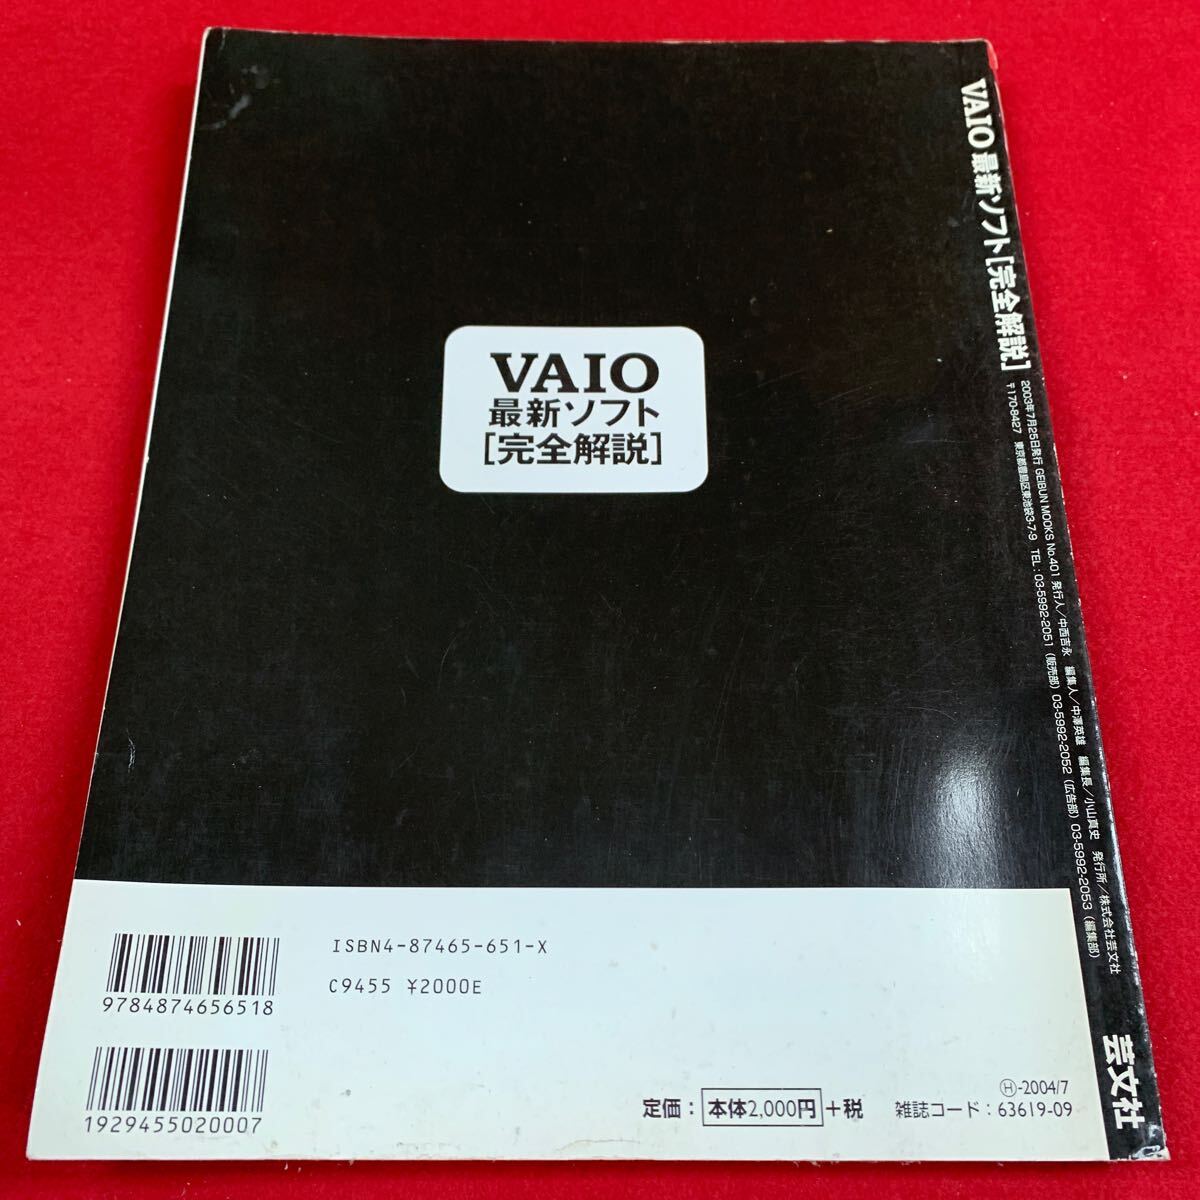 VAIO 最新ソフト[完全解説]
2003年7月25日発行 GEIBUN MOOKS No.401 発行人/中西吉永 編集人/中澤英雄 編集長/小山真史 発行所/株式会社芸文社
〒170-8427 東京都豊島区東池袋3-7-9 TEL:03-5992-2051(販売部)03-5992-2052(広告部)03-5992-2053(編集部)
芸文社
VAIO
最新ソフト
[完全解説]
ISBN4-87465-651-X
C9455 ¥2000E
9784874656518
1929455020007
Ⓗ-2004/7
定価:本体2,000円+税
雑誌コード:63619-09